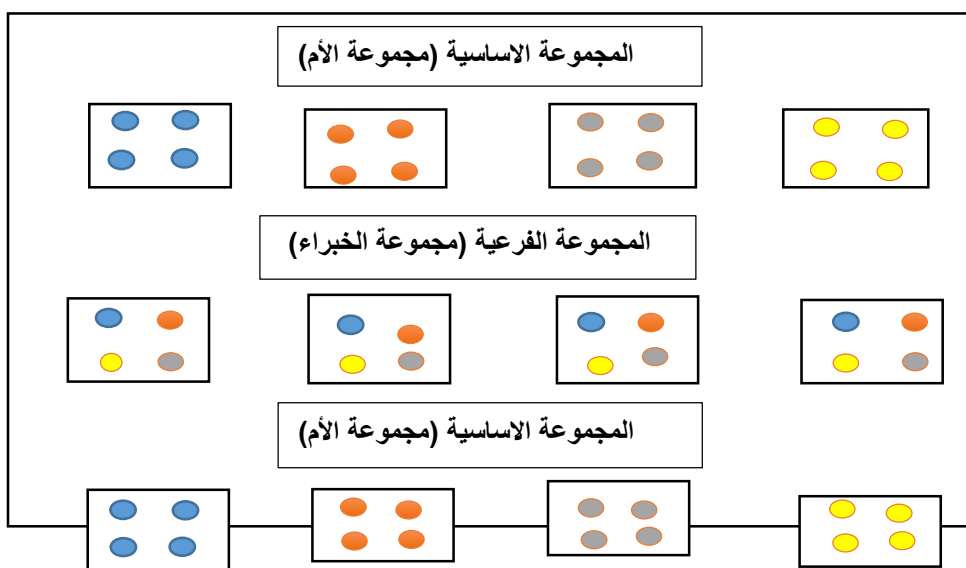 المجموعة الاساسية (مجموعة الأم)
المجموعة الفرعية (مجموعة الخبراء)
المجموعة الاساسية (مجموعة الأم)